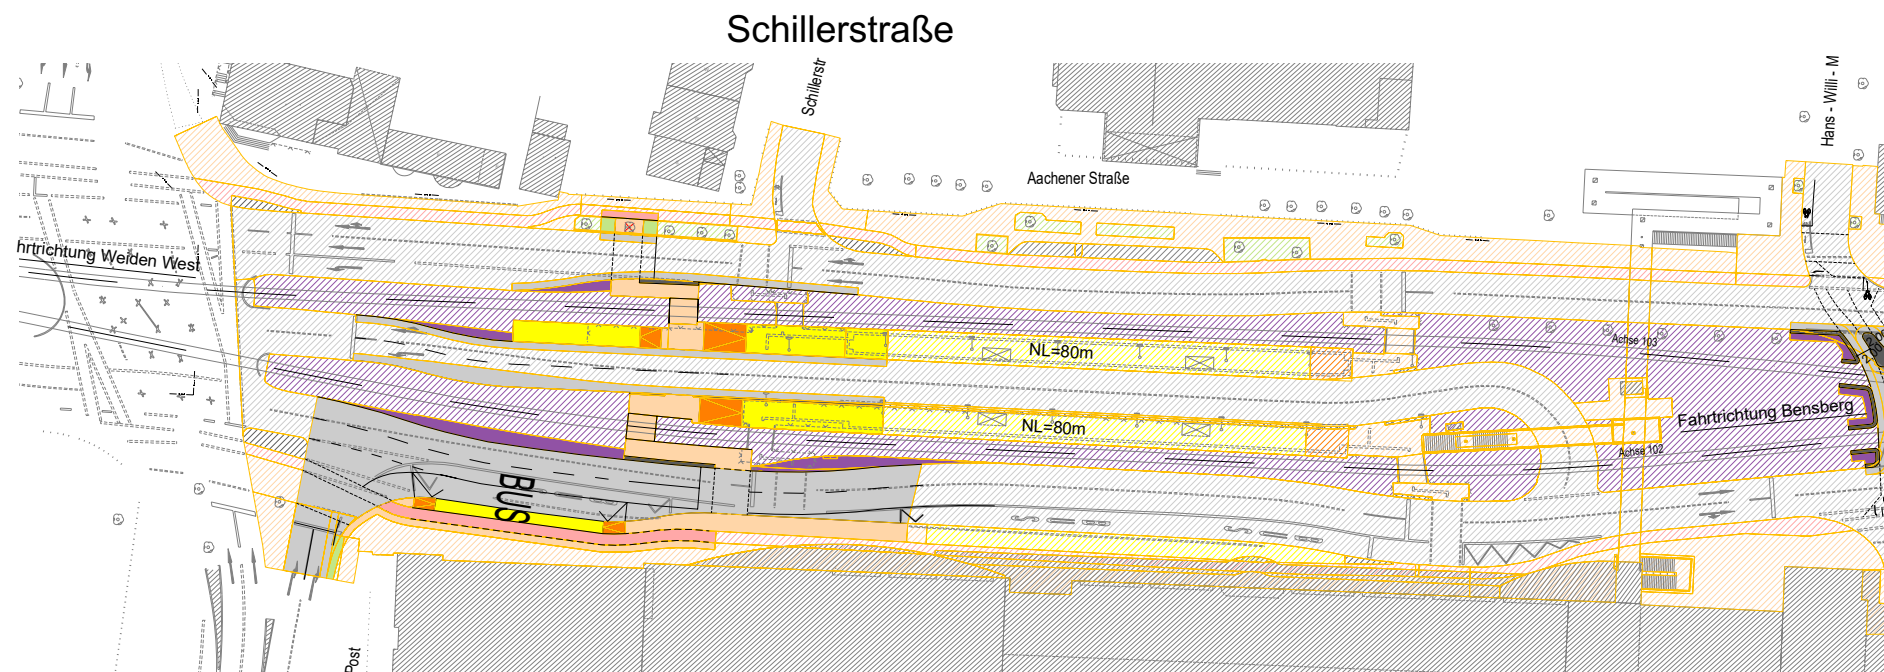 Schillerstraße
Schillerstr
Hans - Willi - M
Aachener Straße
hrtrichtung Weiden West
NL=80m
Achse 103
NL=80m
Fahrtrichtung Bensberg
Achse 102
BUS
Post